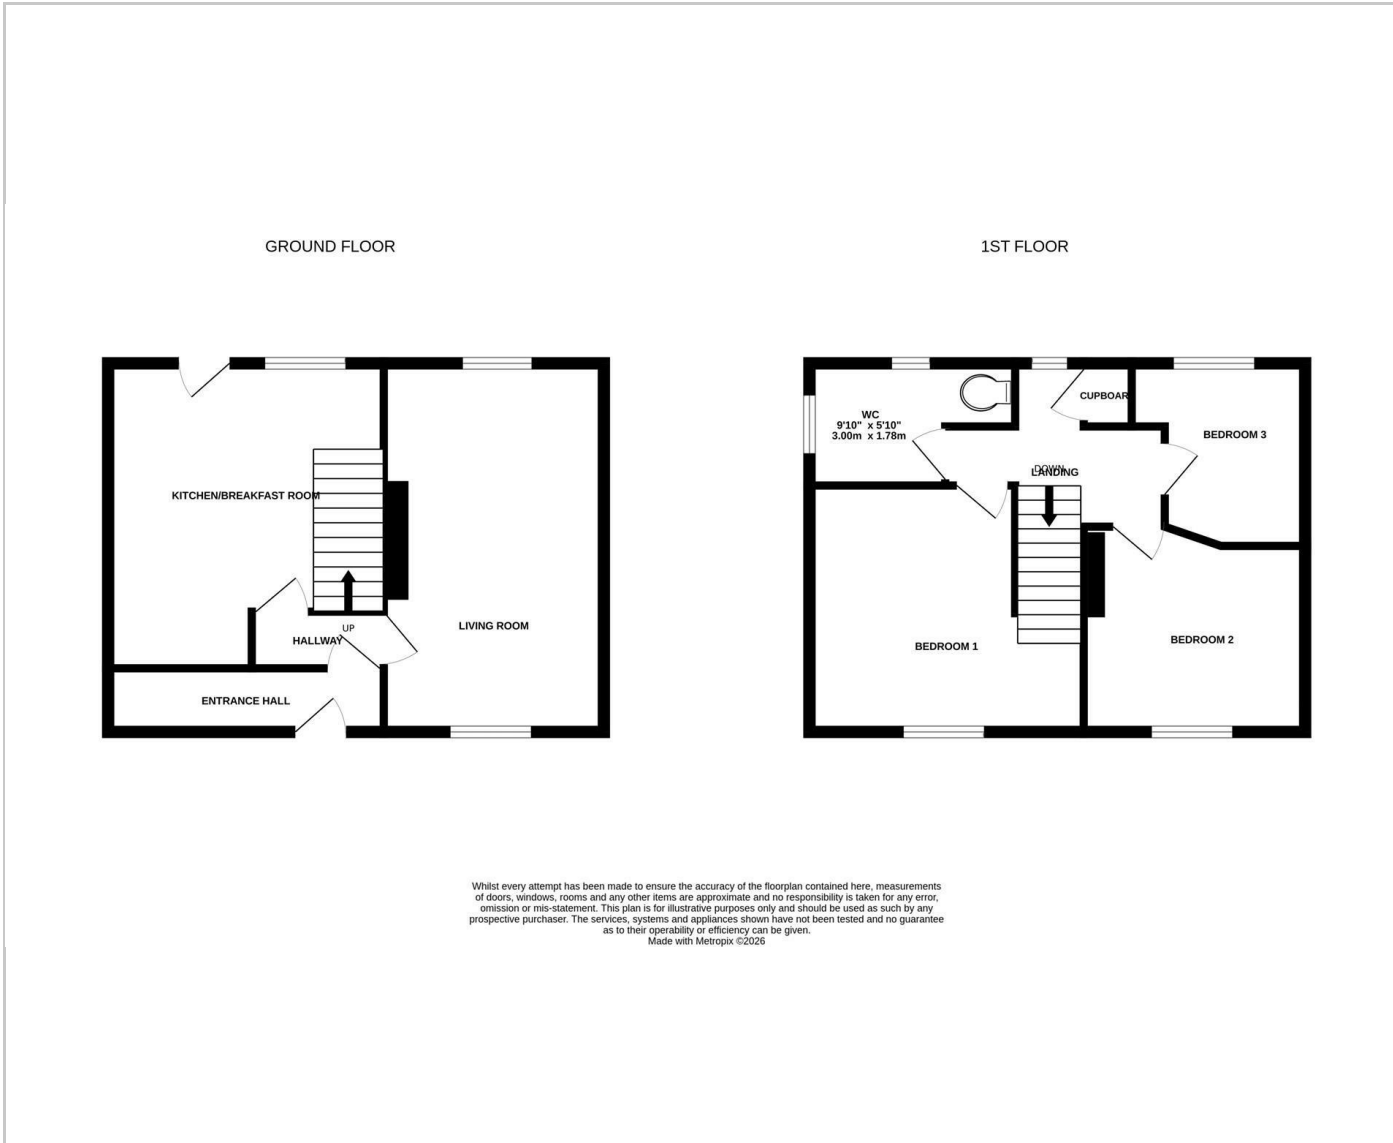 GROUND FLOOR
KITCHEN/BREAKFAST ROOM
UP
HALLWAY
LIVING ROOM
ENTRANCE HALL
1ST FLOOR
WC
9'10" x 5'10"
3.00m x 1.78m
CUPBOAR
BEDROOM 3
DOWN
LANDING
BEDROOM 1
BEDROOM 2
Whilst every attempt has been made to ensure the accuracy of the floorplan contained here, measurements
of doors, windows, rooms and any other items are approximate and no responsibility is taken for any error,
omission or mis-statement. This plan is for illustrative purposes only and should be used as such by any
prospective purchaser. The services, systems and appliances shown have not been tested and no guarantee
as to their operability or efficiency can be given.
Made with Metropix ©2026